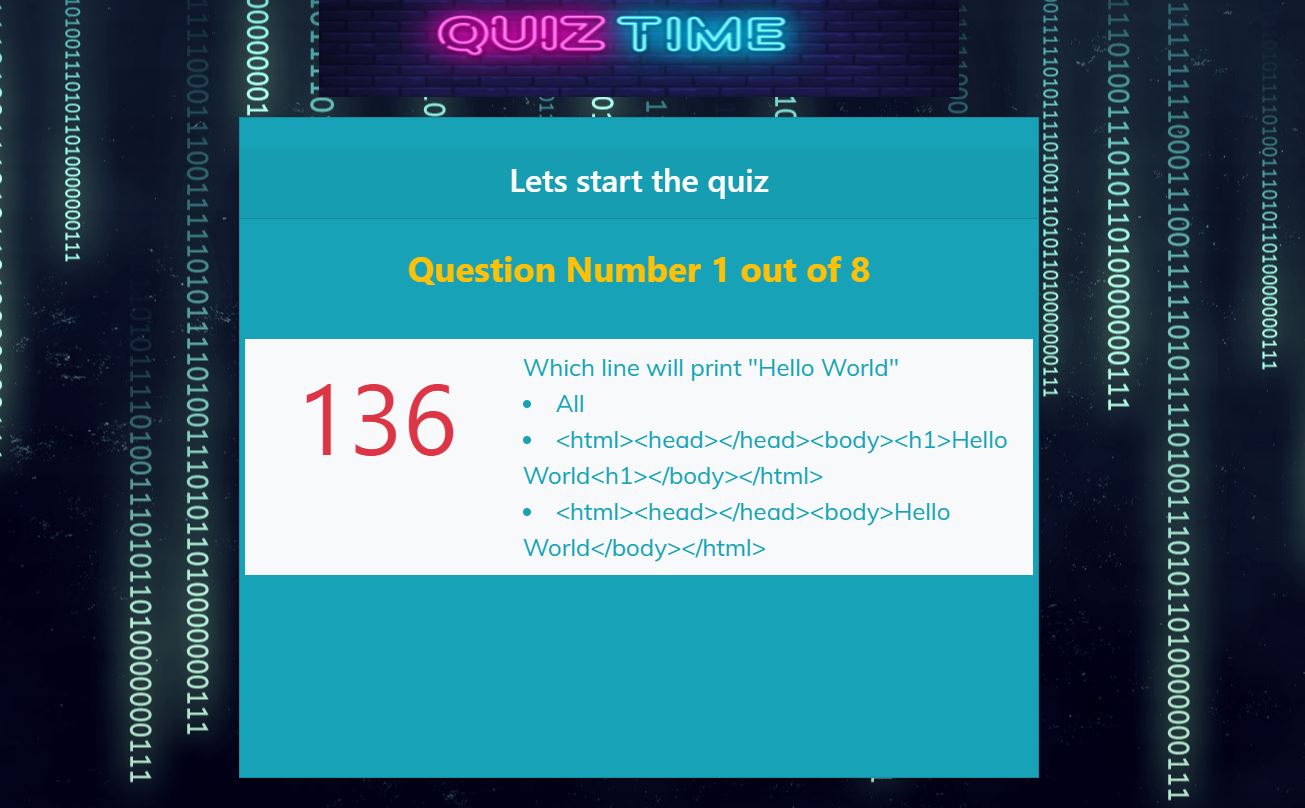 QUIZ TIME
Lets start the quiz
Question Number 1 out of 8
136
Which line will print "Hello World"
• All
• <html><head></head><body><h1>Hello
World<h1></body></html>
• <html><head></head><body>Hello
World</body></html>